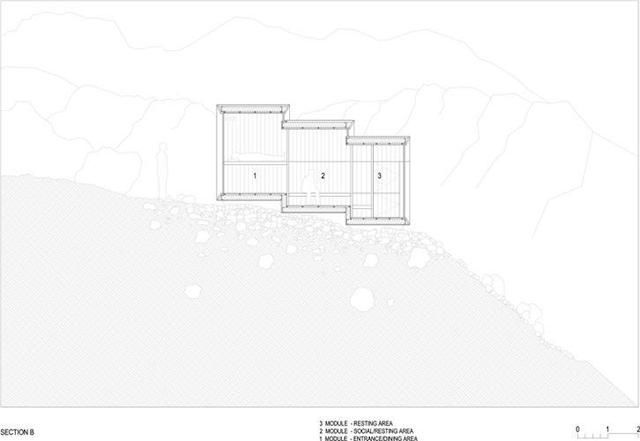 1
2
3
SECTION B
3 MODULE - RESTING AREA
2 MODULE - SOCIAL/RESTING AREA
1 MODULE - ENTRANCE/DINING AREA
0 1 2